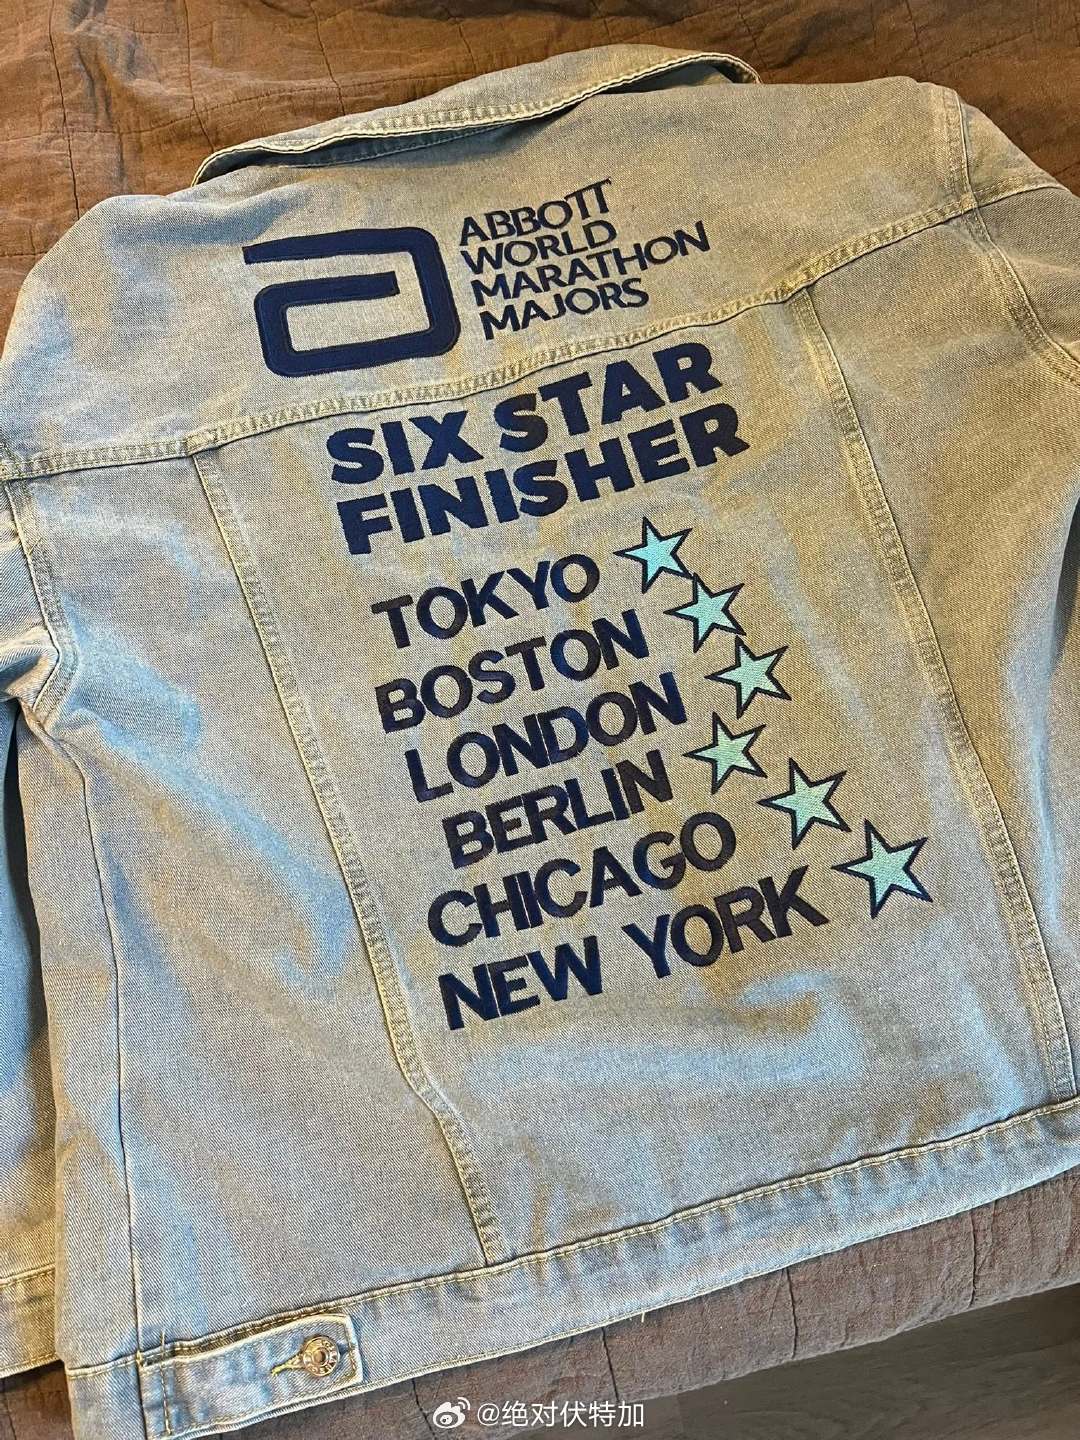 ABBOTT
WORLD
MARATHON
MAJORS
SIX STAR
FINISHER
TOKYO
BOSTON
LONDON
BERLIN
CHICAGO
NEW YORK
@绝对伏特加